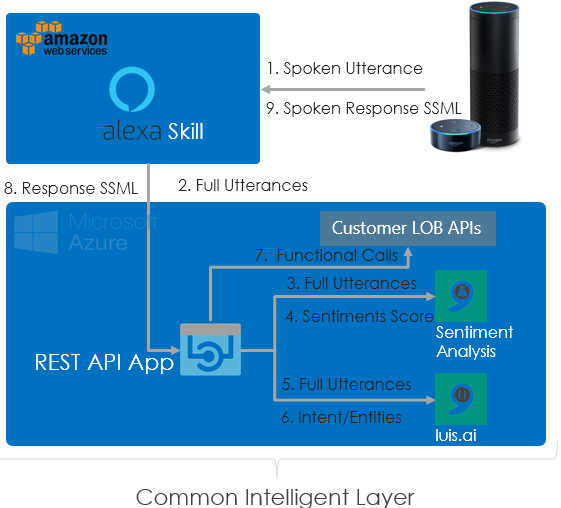 amazon
web services
1. Spoken Utterance
9. Spoken Response SSML
alexa Skill
8. Response SSML
2. Full Utterances
Microsoft
Azure
Customer LOB APIs
7. Functional Calls
3. Full Utterances
4. Sentiments Score
Sentiment
Analysis
REST API App
5. Full Utterances
6. Intent/Entities
luis.ai
Common Intelligent Layer